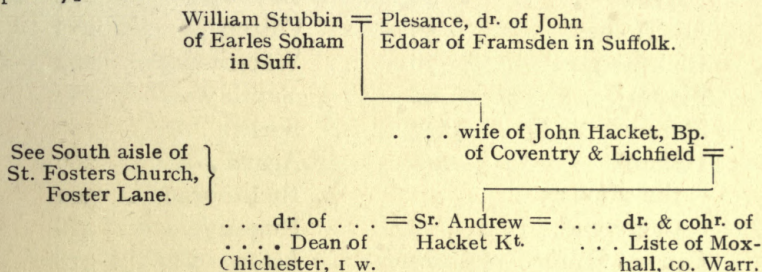 William Stubbin = Plesance, dr. of John
of Earles Soham Edoar of Framsden in Suffolk.
in Suff.
. . . wife of John Hacket, Bp.
of Coventry & Lichfield =
See South aisle of
St. Fosters Church,
Foster Lane.
. . . dr. of . . . = Sr. Andrew = . . . . dr. & cohr. of
. . . . Dean of Hacket Kt. . . . Liste of Mox-
Chichester, 1 w. hall, co. Warr.